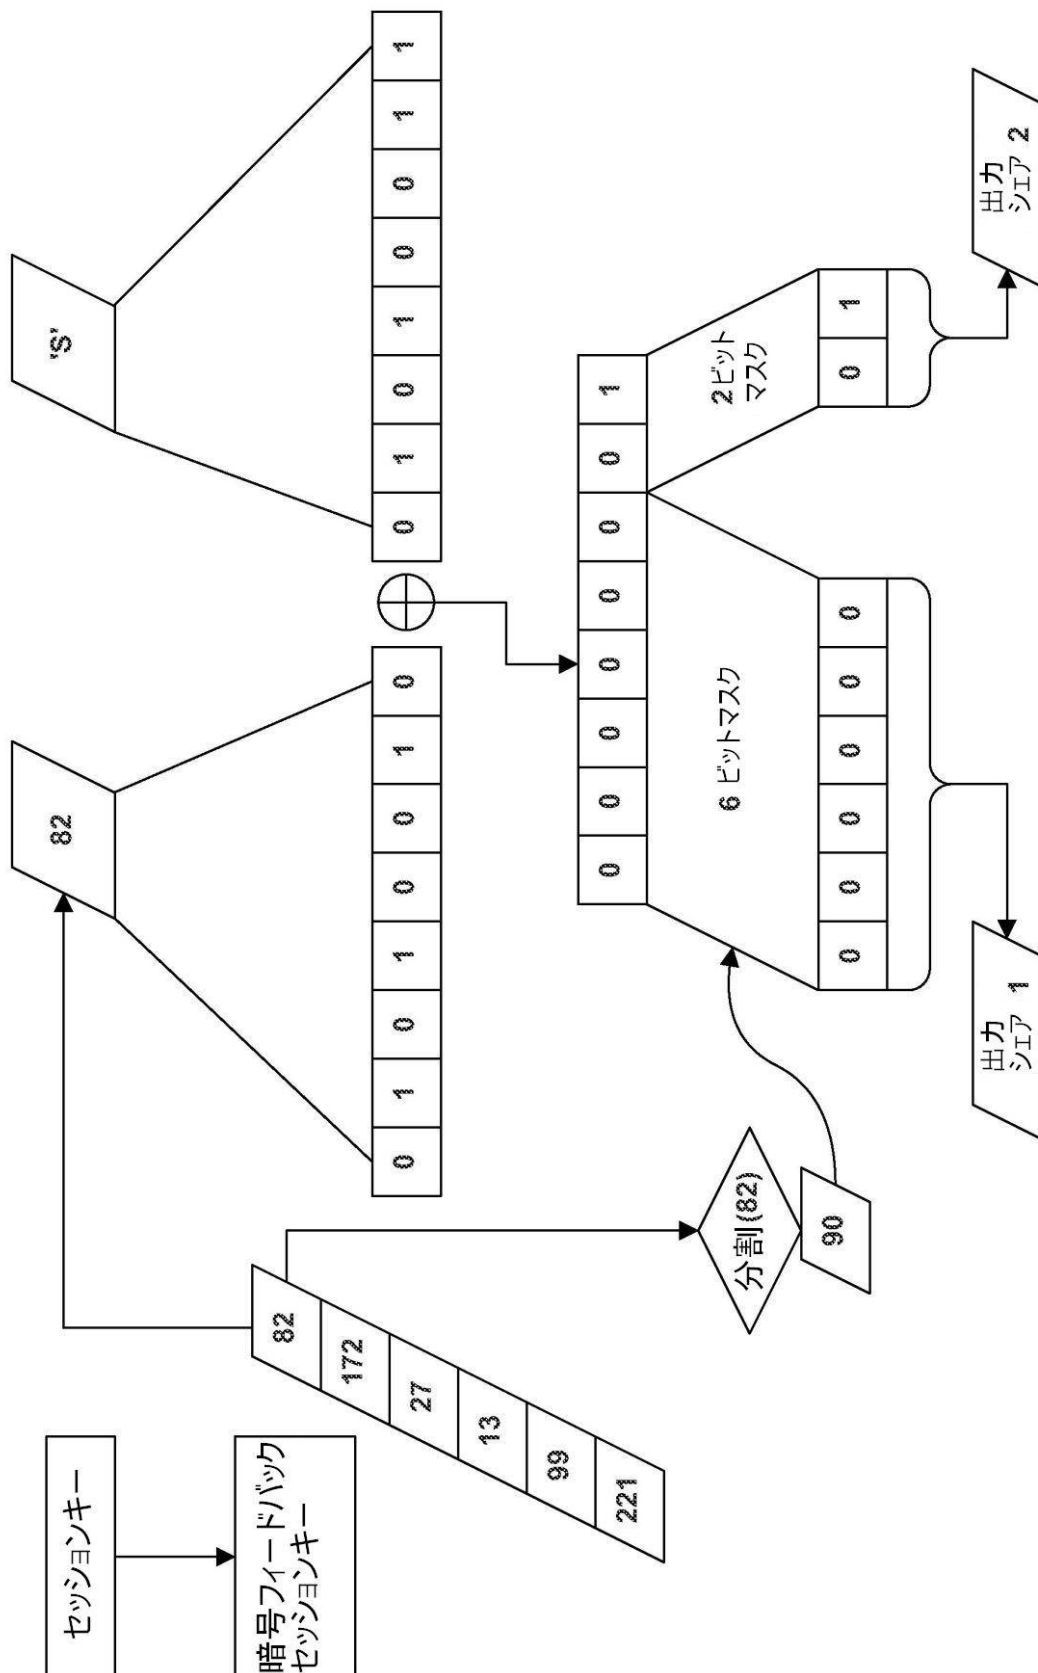 セッションキー
暗号フィードバック
セッションキー
82
172
27
13
99
221
82
0 1 0 1 0 0 1 0
'S'
0 1 0 1 0 0 1 1
分割(82)
90
0 0 0 0 0 0 0 1
6 ビットマスク
2ビット
マスク
0 0 0 0 0 0
0 1
出力
シェア 1
出力
シェア 2